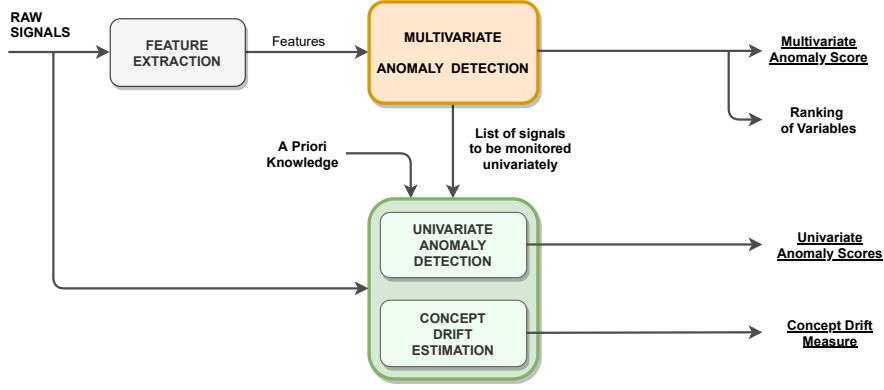 RAW
SIGNALS
FEATURE
EXTRACTION
Features
MULTIVARIATE
ANOMALY DETECTION
Multivariate
Anomaly Score
Ranking
of Variables
A Priori
Knowledge
List of signals
to be monitored
univariately
UNIVARIATE
ANOMALY
DETECTION
Univariate
Anomaly Scores
CONCEPT
DRIFT
ESTIMATION
Concept Drift
Measure